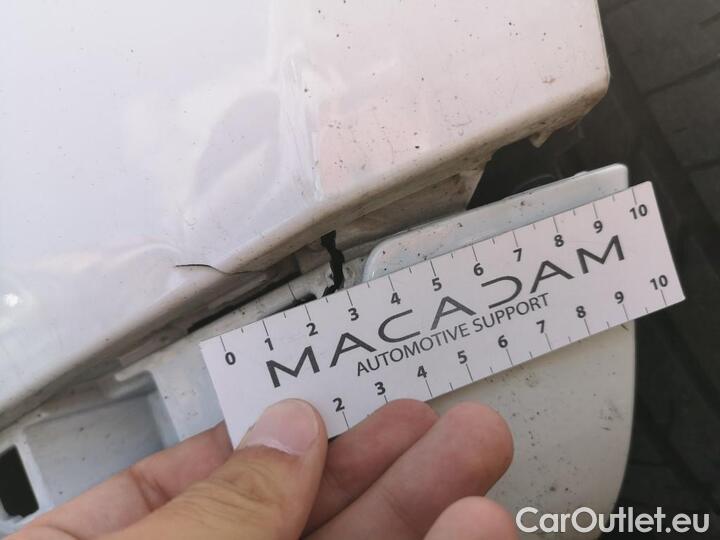 0 1 2 3 4 5 6 7 8 9 10
MACADAM
AUTOMOTIVE SUPPORT
2 3 4 5 6 7 8 9 10
CarOutlet.eu